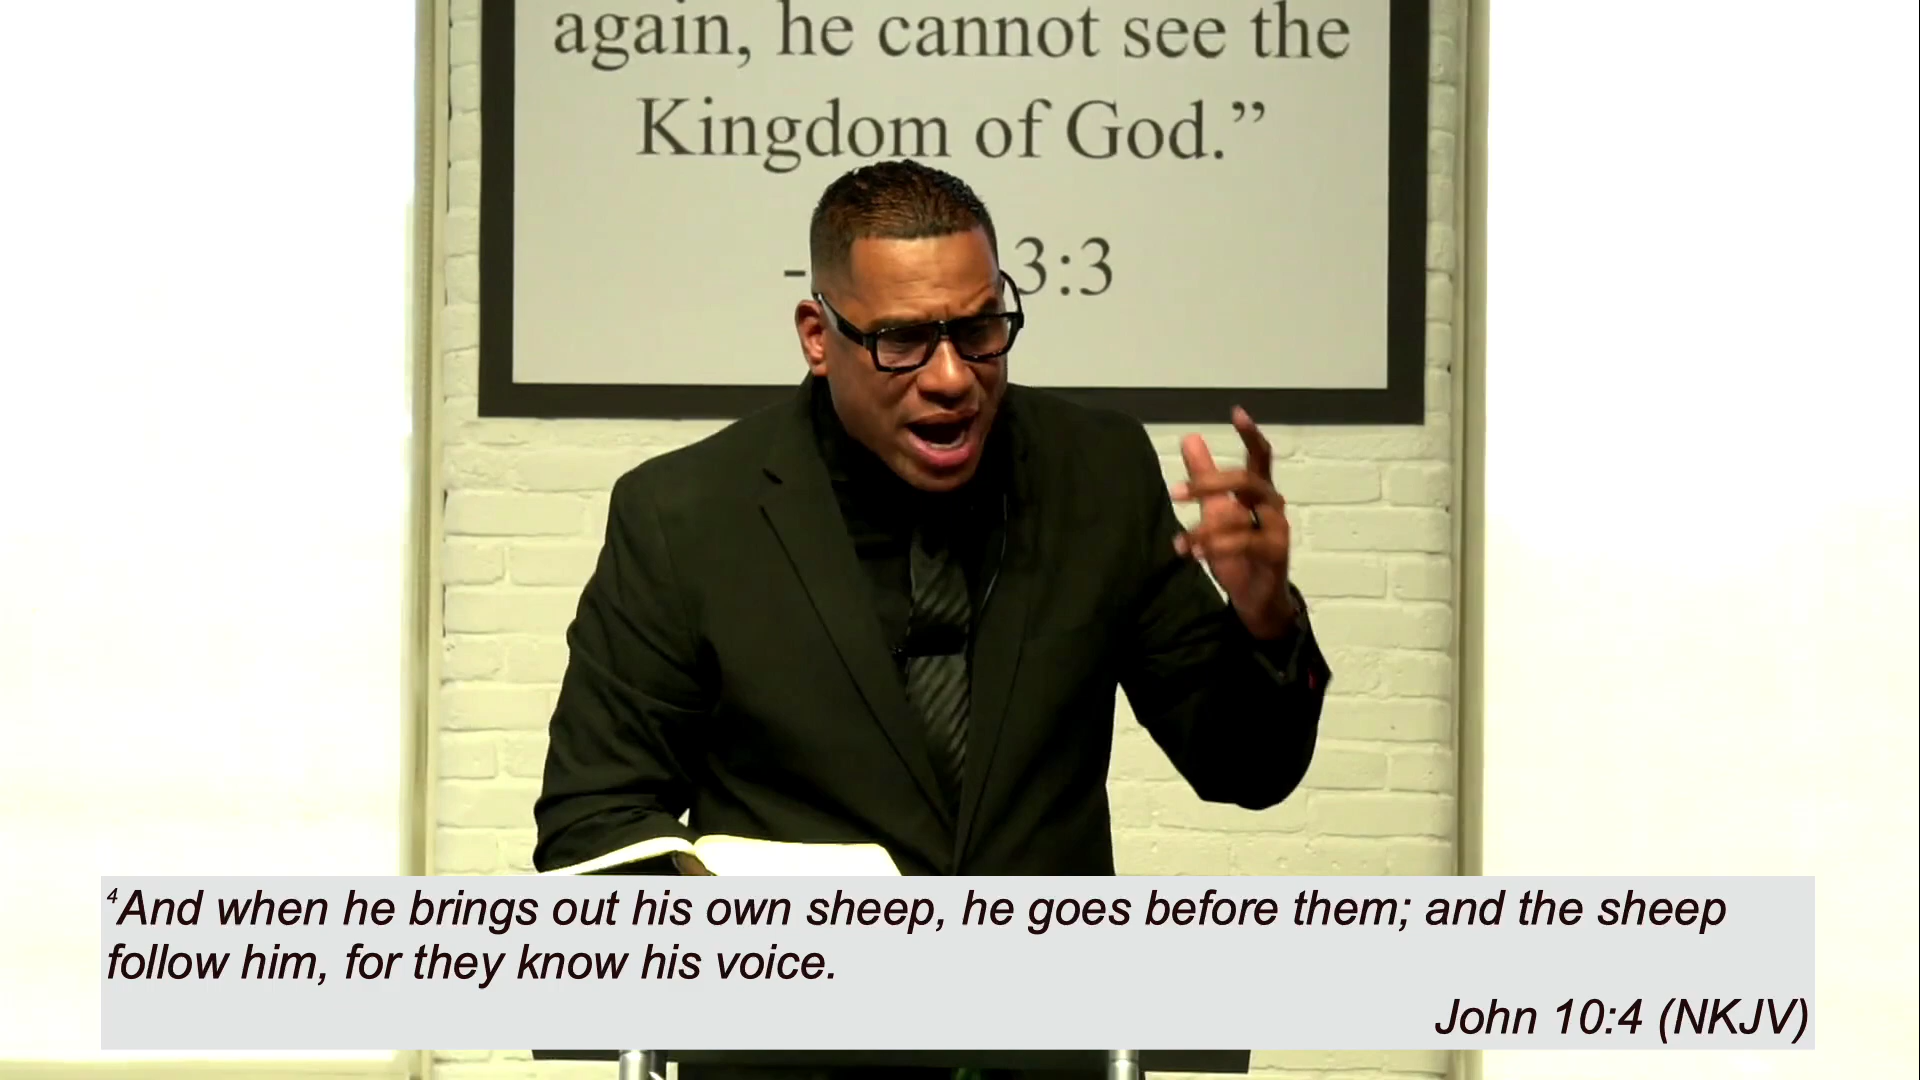 again, he cannot see the
Kingdom of God.”
- 3:3
⁴And when he brings out his own sheep, he goes before them; and the sheep
follow him, for they know his voice.
John 10:4 (NKJV)